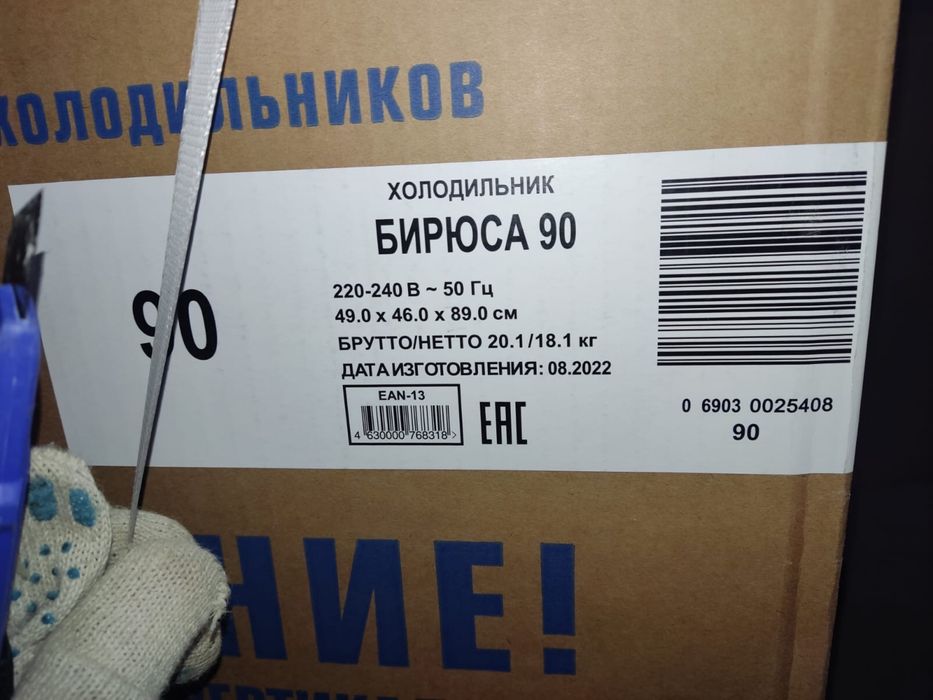 ХОЛОДИЛЬНИКОВ
ХОЛОДИЛЬНИК
БИРЮСА 90
90
220-240 В ~ 50 Гц
49.0 x 46.0 x 89.0 см
БРУТТО/НЕТТО 20.1/18.1 кг
ДАТА ИЗГОТОВЛЕНИЯ: 08.2022
EAN-13
4 630000 768318 >
EAC
0 6903 0025408
90
НИЕ!